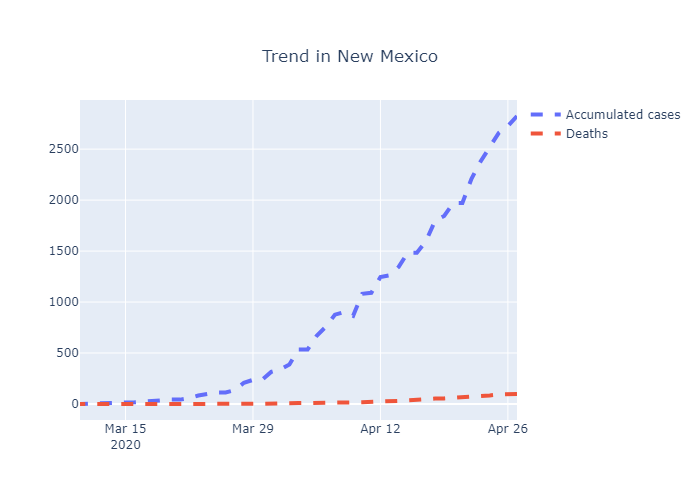 Trend in New Mexico
Accumulated cases
Deaths
2500
2000
1500
1000
500
0
Mar 15
2020
Mar 29
Apr 12
Apr 26